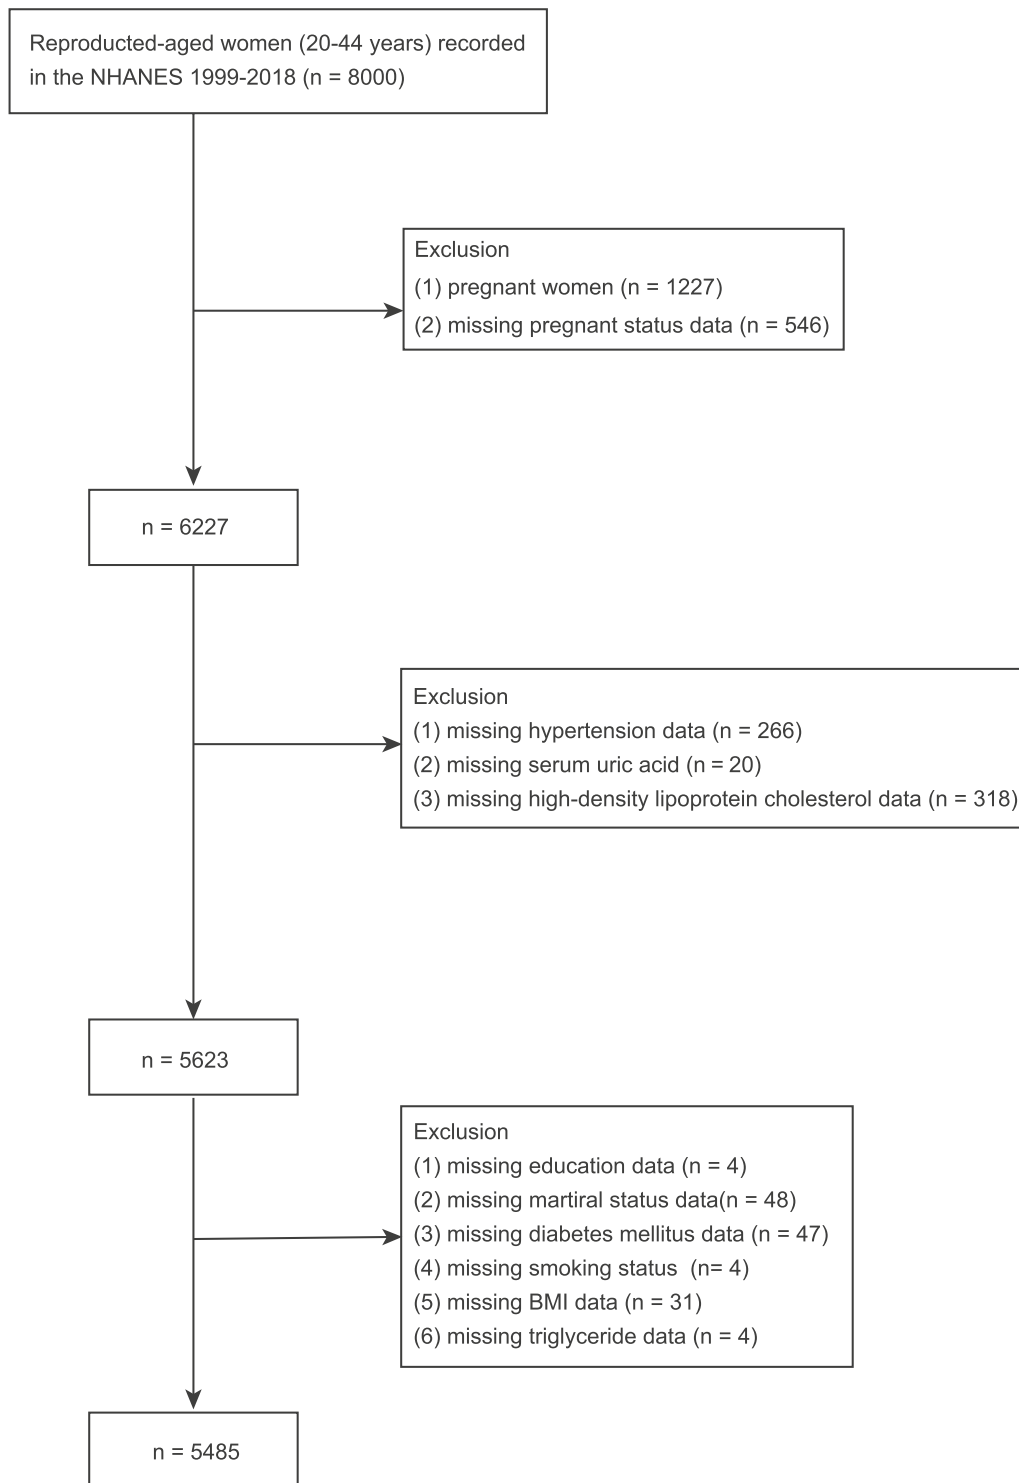 Reproducted-aged women (20-44 years) recorded
in the NHANES 1999-2018 (n = 8000)
Exclusion
(1) pregnant women (n = 1227)
(2) missing pregnant status data (n = 546)
n = 6227
Exclusion
(1) missing hypertension data (n = 266)
(2) missing serum uric acid (n = 20)
(3) missing high-density lipoprotein cholesterol data (n = 318)
n = 5623
Exclusion
(1) missing education data (n = 4)
(2) missing martiral status data(n = 48)
(3) missing diabetes mellitus data (n = 47)
(4) missing smoking status  (n= 4)
(5) missing BMI data (n = 31)
(6) missing triglyceride data (n = 4)
n = 5485